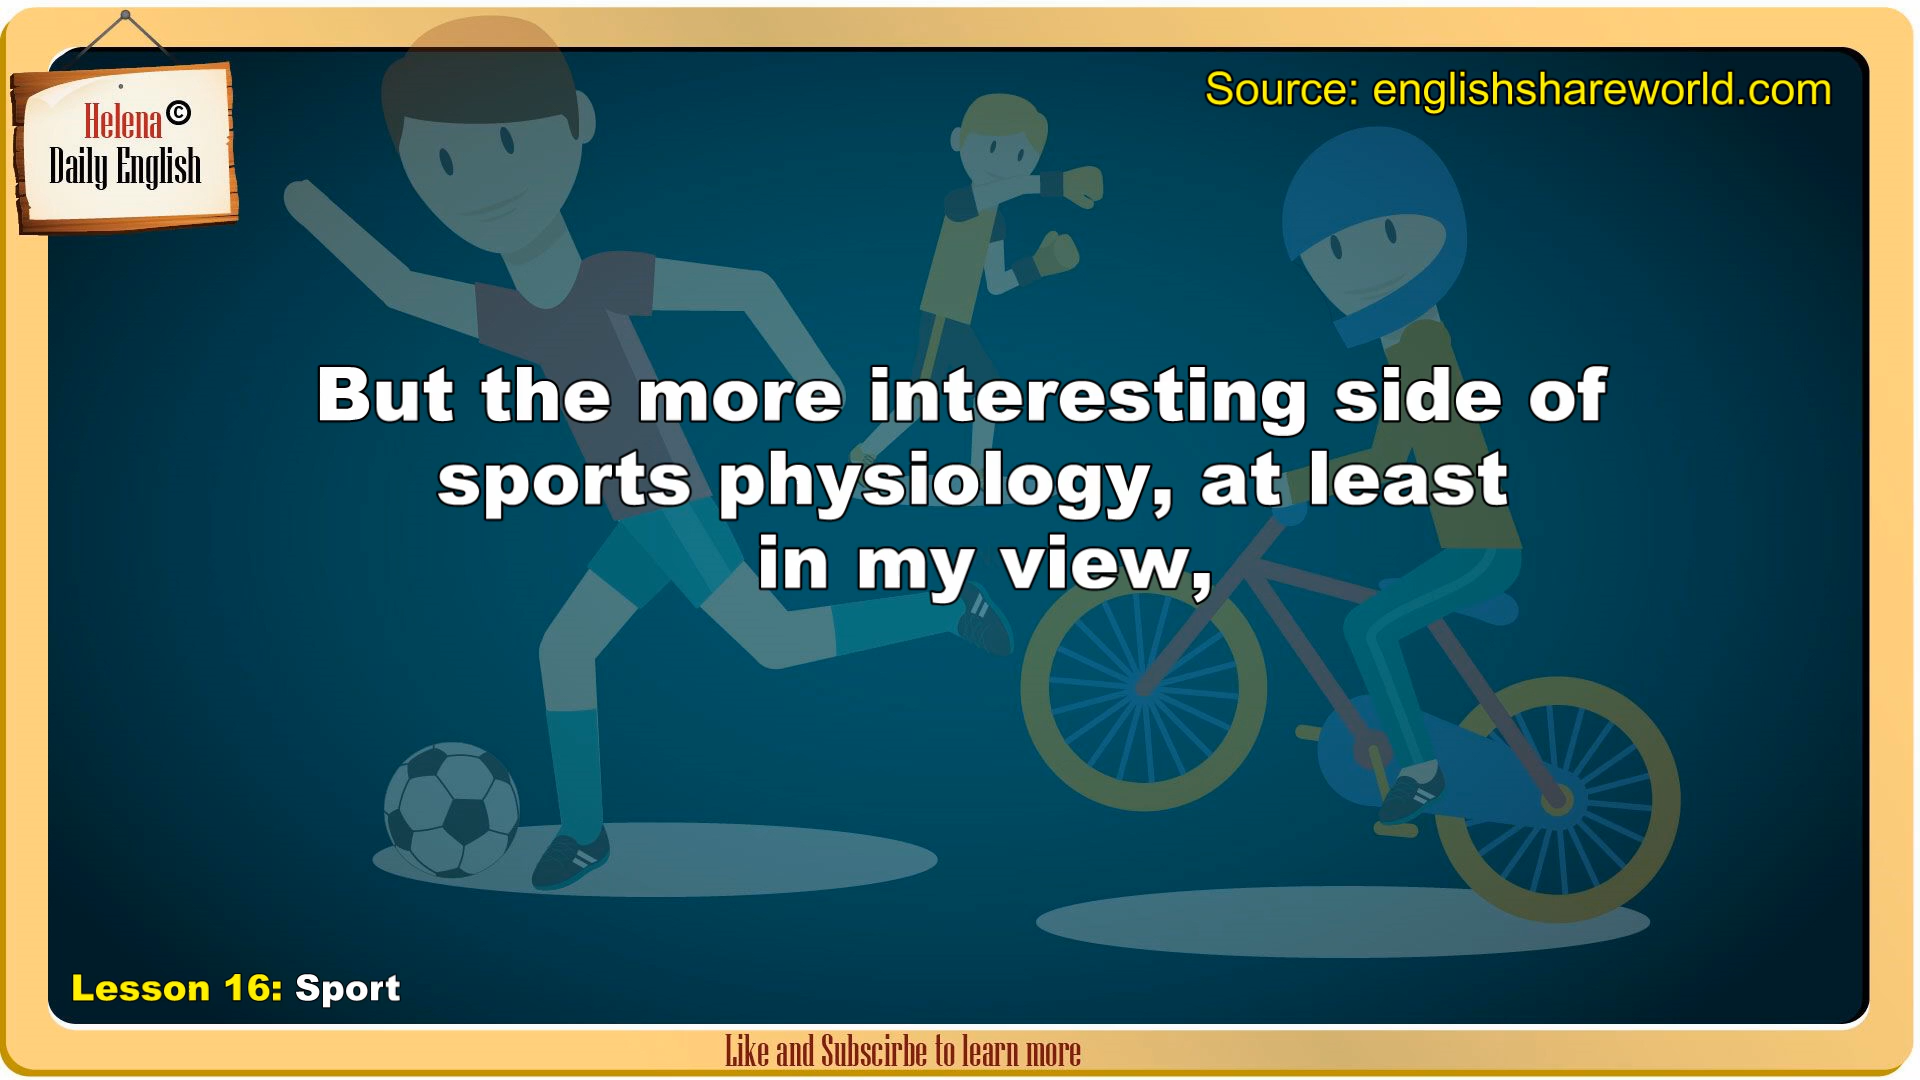 Helena ©
Daily English
Source: englishshareworld.com
But the more interesting side of
sports physiology, at least
in my view,
Lesson 16: Sport
Like and Subscirbe to learn more